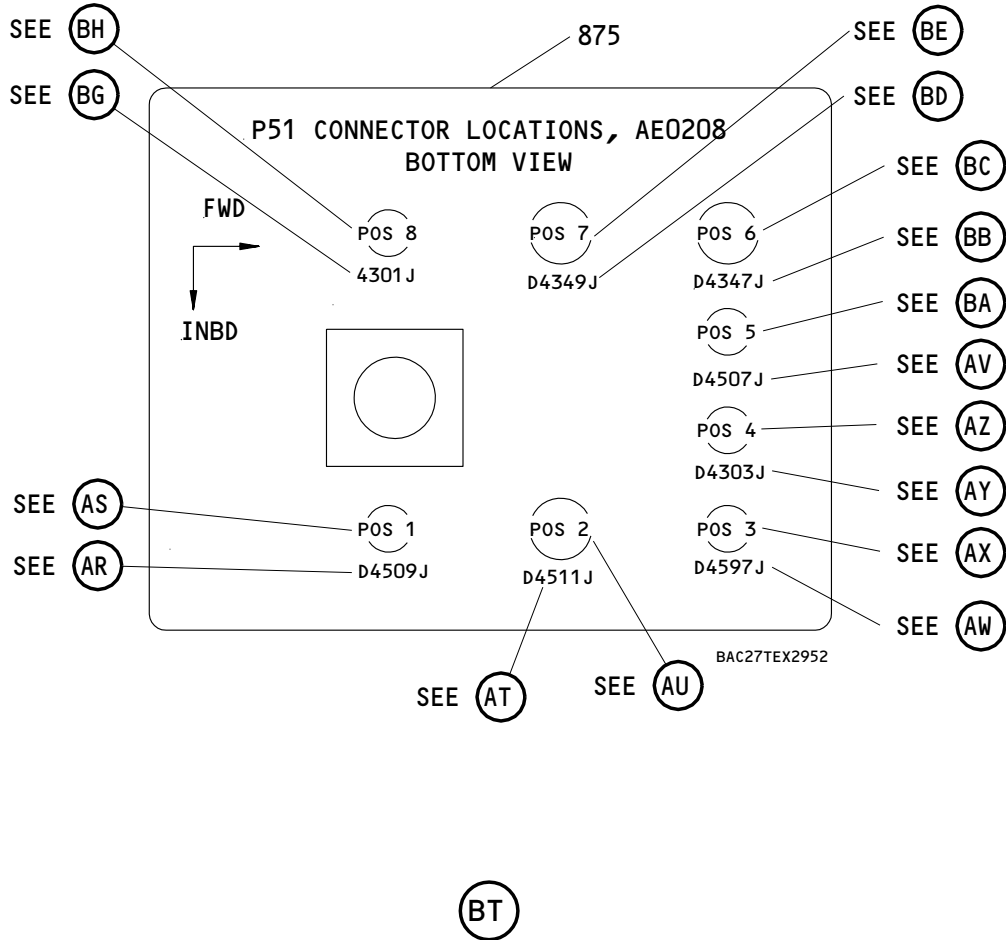 SEE BH
875
SEE BE
SEE BG
SEE BD
P51 CONNECTOR LOCATIONS, AE0208
BOTTOM VIEW
SEE BC
FWD
POS 8
POS 7
POS 6
SEE BB
4301J
D4349J
D4347J
SEE BA
INBD
POS 5
SEE AV
D4507J
SEE AZ
POS 4
D4303J
SEE AY
SEE AS
POS 1
POS 2
POS 3
SEE AX
SEE AR
D4509J
D4511J
D4597J
SEE AW
BAC27TEX2952
SEE AT
SEE AU
BT